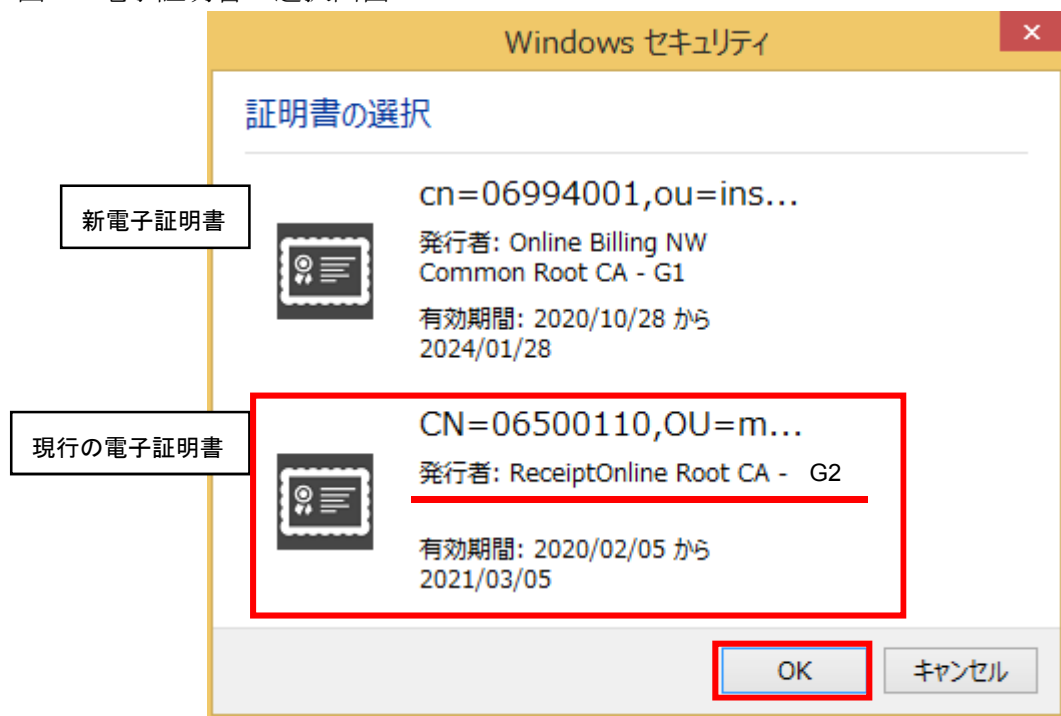 Windows セキュリティ
証明書の選択
新電子証明書
cn=06994001,ou=ins...
発行者: Online Billing NW
Common Root CA - G1
有効期間: 2020/10/28 から
2024/01/28
現行の電子証明書
CN=06500110,OU=m...
発行者: ReceiptOnline Root CA - G2
有効期間: 2020/02/05 から
2021/03/05
OK
キャンセル